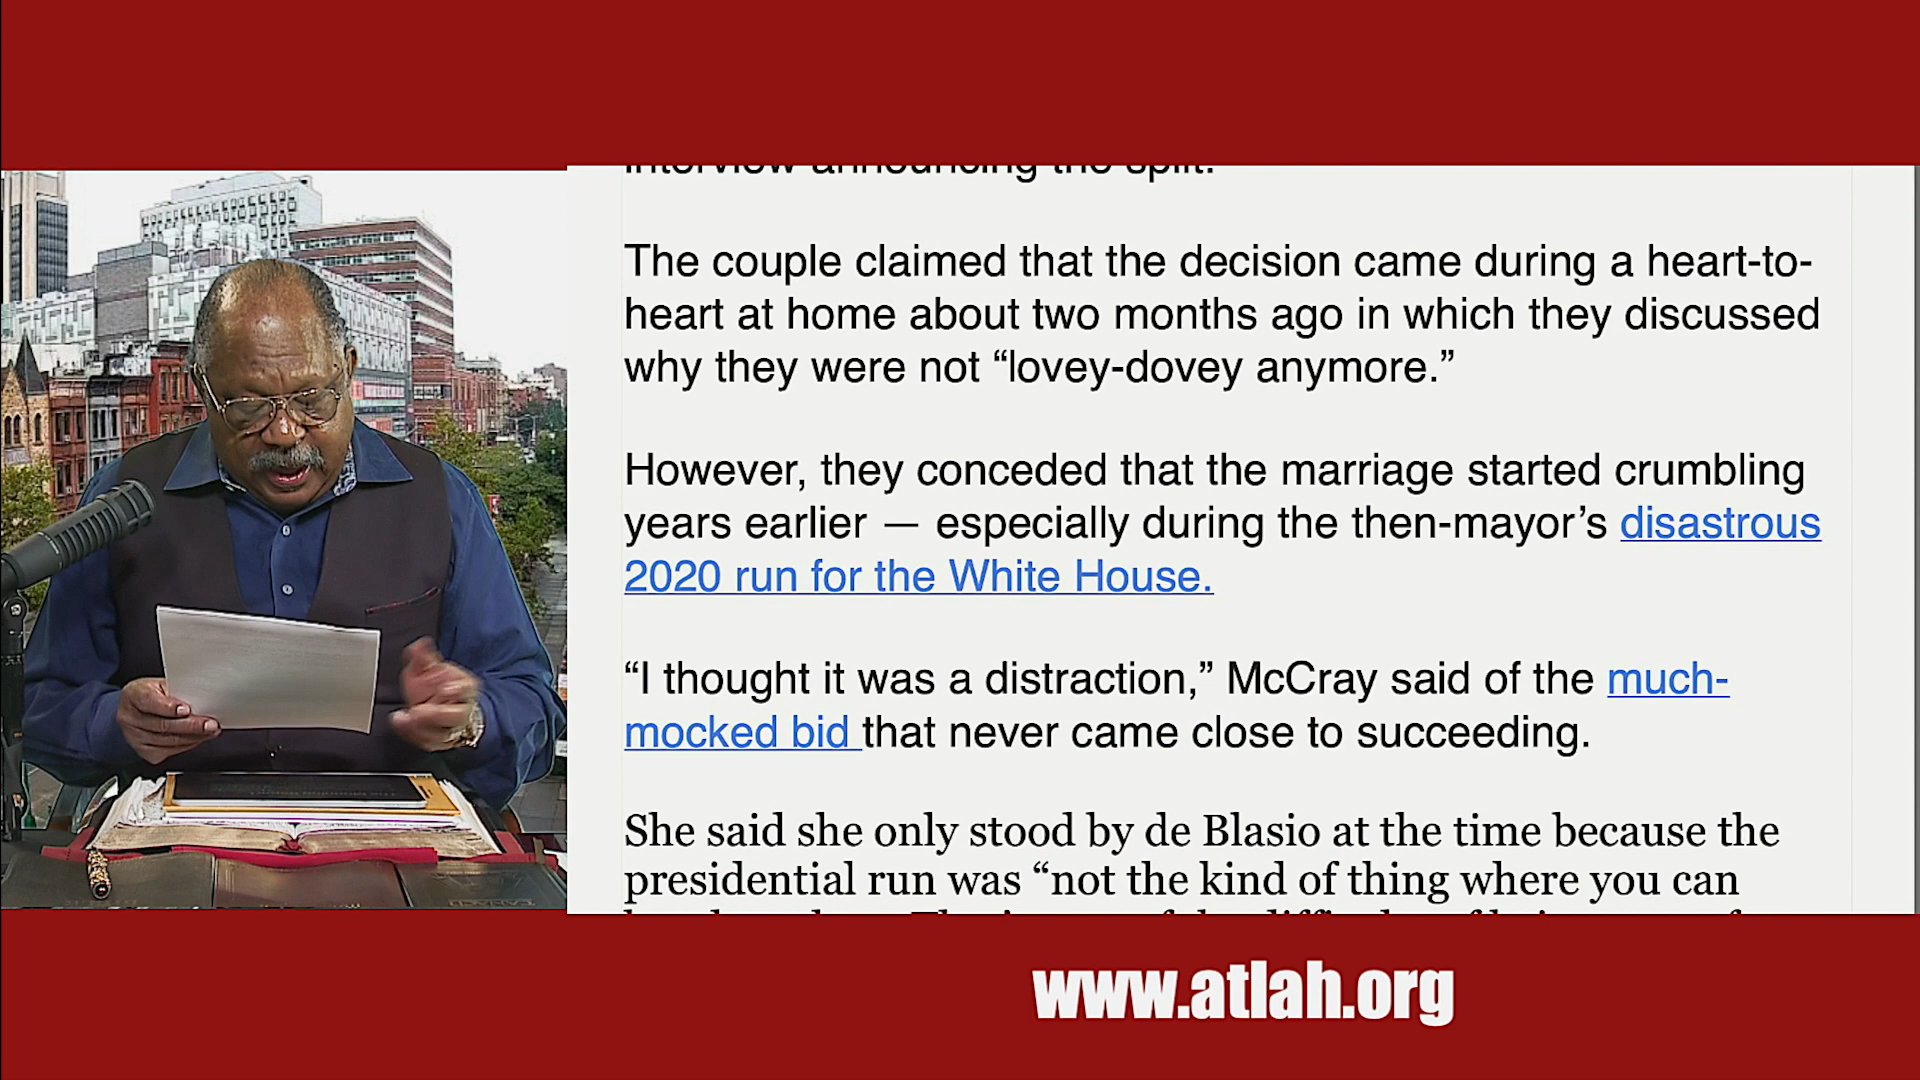 interview announcing the split.
The couple claimed that the decision came during a heart-to-
heart at home about two months ago in which they discussed
why they were not “lovey-dovey anymore.”
However, they conceded that the marriage started crumbling
years earlier — especially during the then-mayor’s disastrous
2020 run for the White House.
“I thought it was a distraction,” McCray said of the much-
mocked bid that never came close to succeeding.
She said she only stood by de Blasio at the time because the
presidential run was “not the kind of thing where you can
www.atlah.org